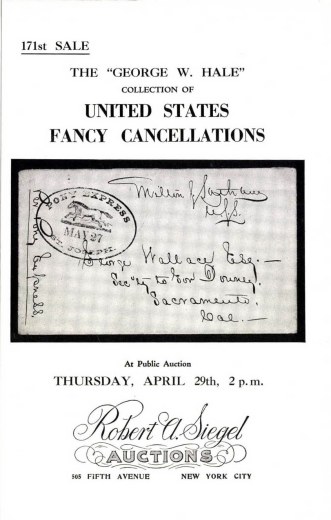 171st SALE
THE "GEORGE W. HALE"
COLLECTION OF
UNITED STATES
FANCY CANCELLATIONS
PONY EXPRESS
MAY 27
ST. JOSEPH.
Milton S. Latham
U.S.S.
George Wallace Esq.—
Sec'y to Gov Downey.
Sacramento,
Cal —
At Public Auction
THURSDAY, APRIL 29th, 2 p.m.
Robert A. Siegel
AUCTIONS
505 FIFTH AVENUE NEW YORK CITY